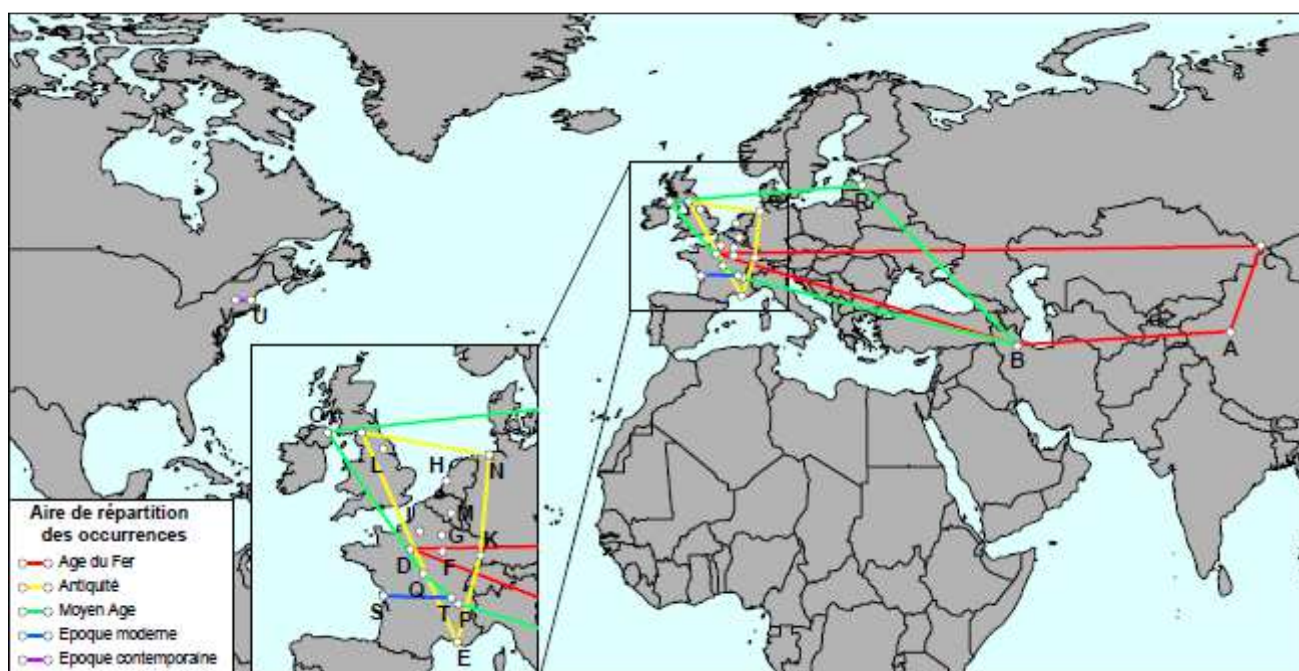 R
C
A
B
V U
O J
L H N
I M
G K
D F
Q
S T P
E
Aire de répartition
des occurrences
Age du Fer
Antiquité
Moyen Age
Epoque moderne
Epoque contemporaine